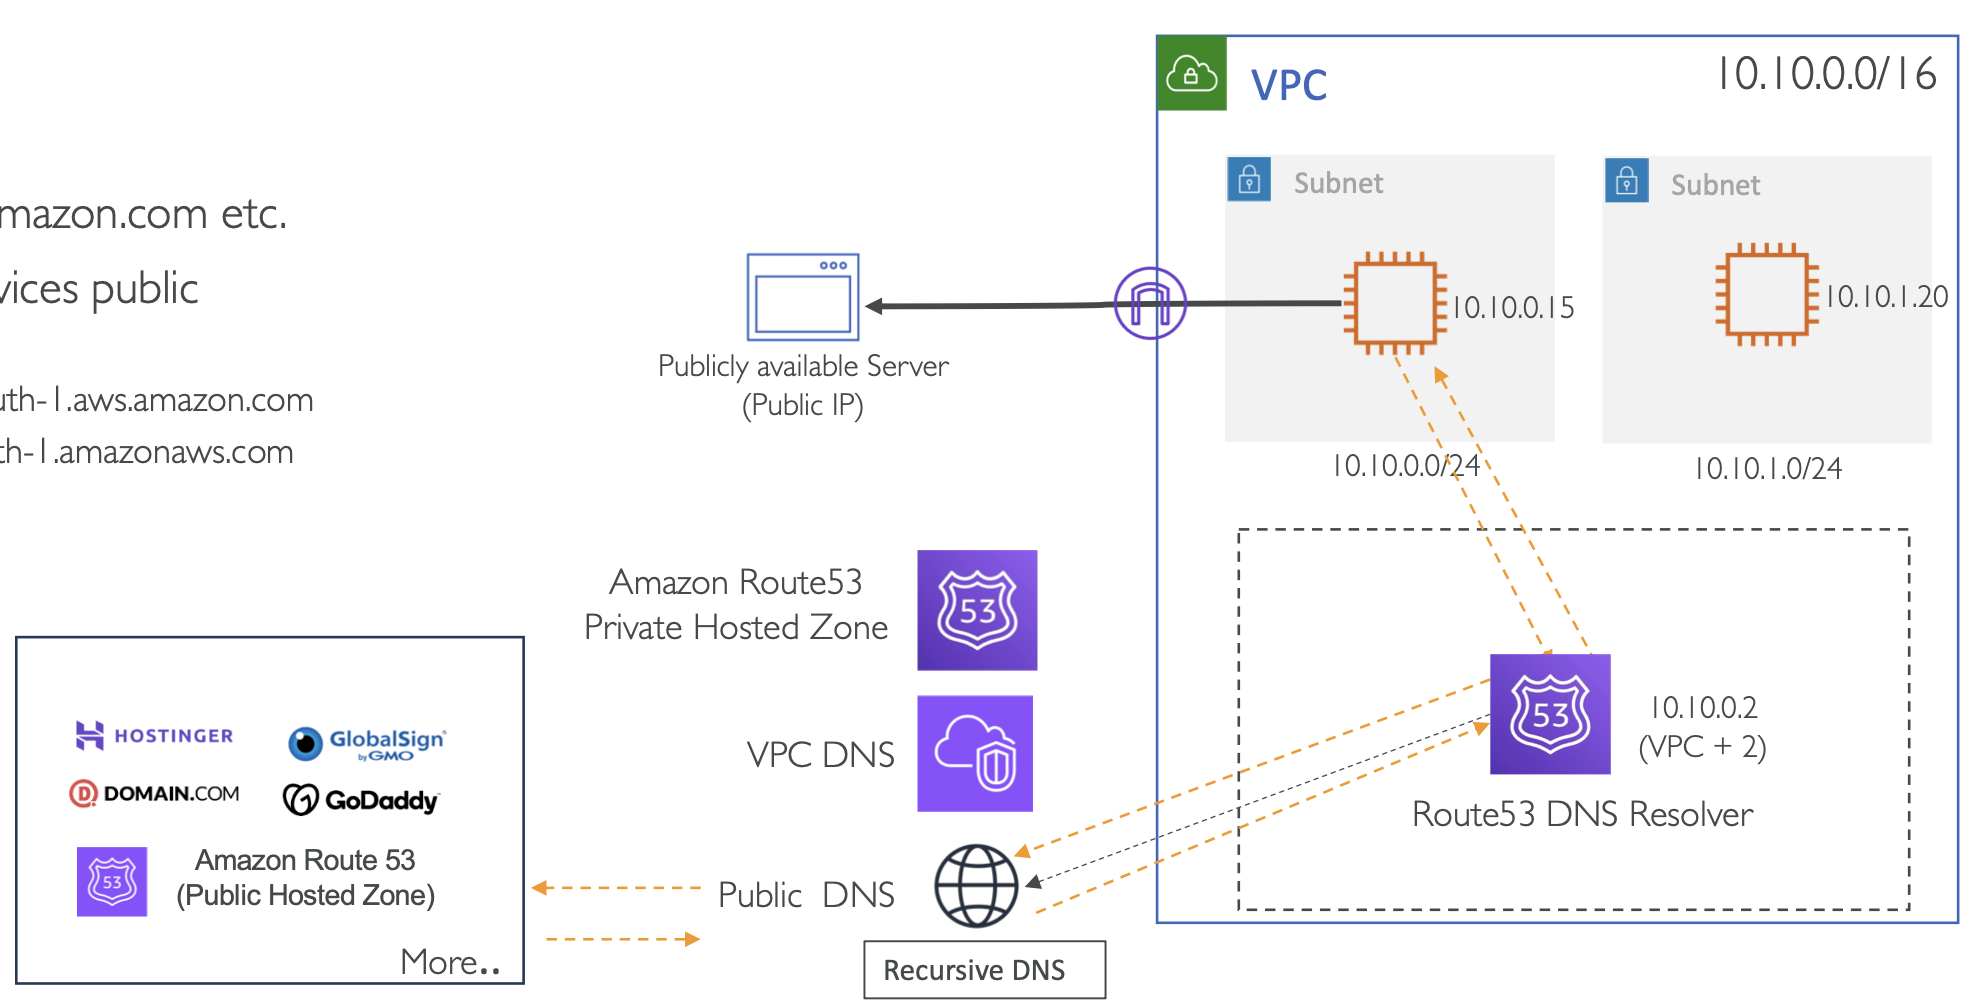 mazon.com etc.
vices public
uth-1.aws.amazon.com
th-1.amazonaws.com
VPC
10.10.0.0/16
Subnet
Subnet
10.10.0.15
10.10.1.20
10.10.0.0/24
10.10.1.0/24
Publicly available Server
(Public IP)
Amazon Route53
Private Hosted Zone
53
VPC DNS
Public DNS
Recursive DNS
53
10.10.0.2
(VPC + 2)
Route53 DNS Resolver
HOSTINGER
GlobalSign
by GMO
DOMAIN.COM
GoDaddy
53
Amazon Route 53
(Public Hosted Zone)
More..